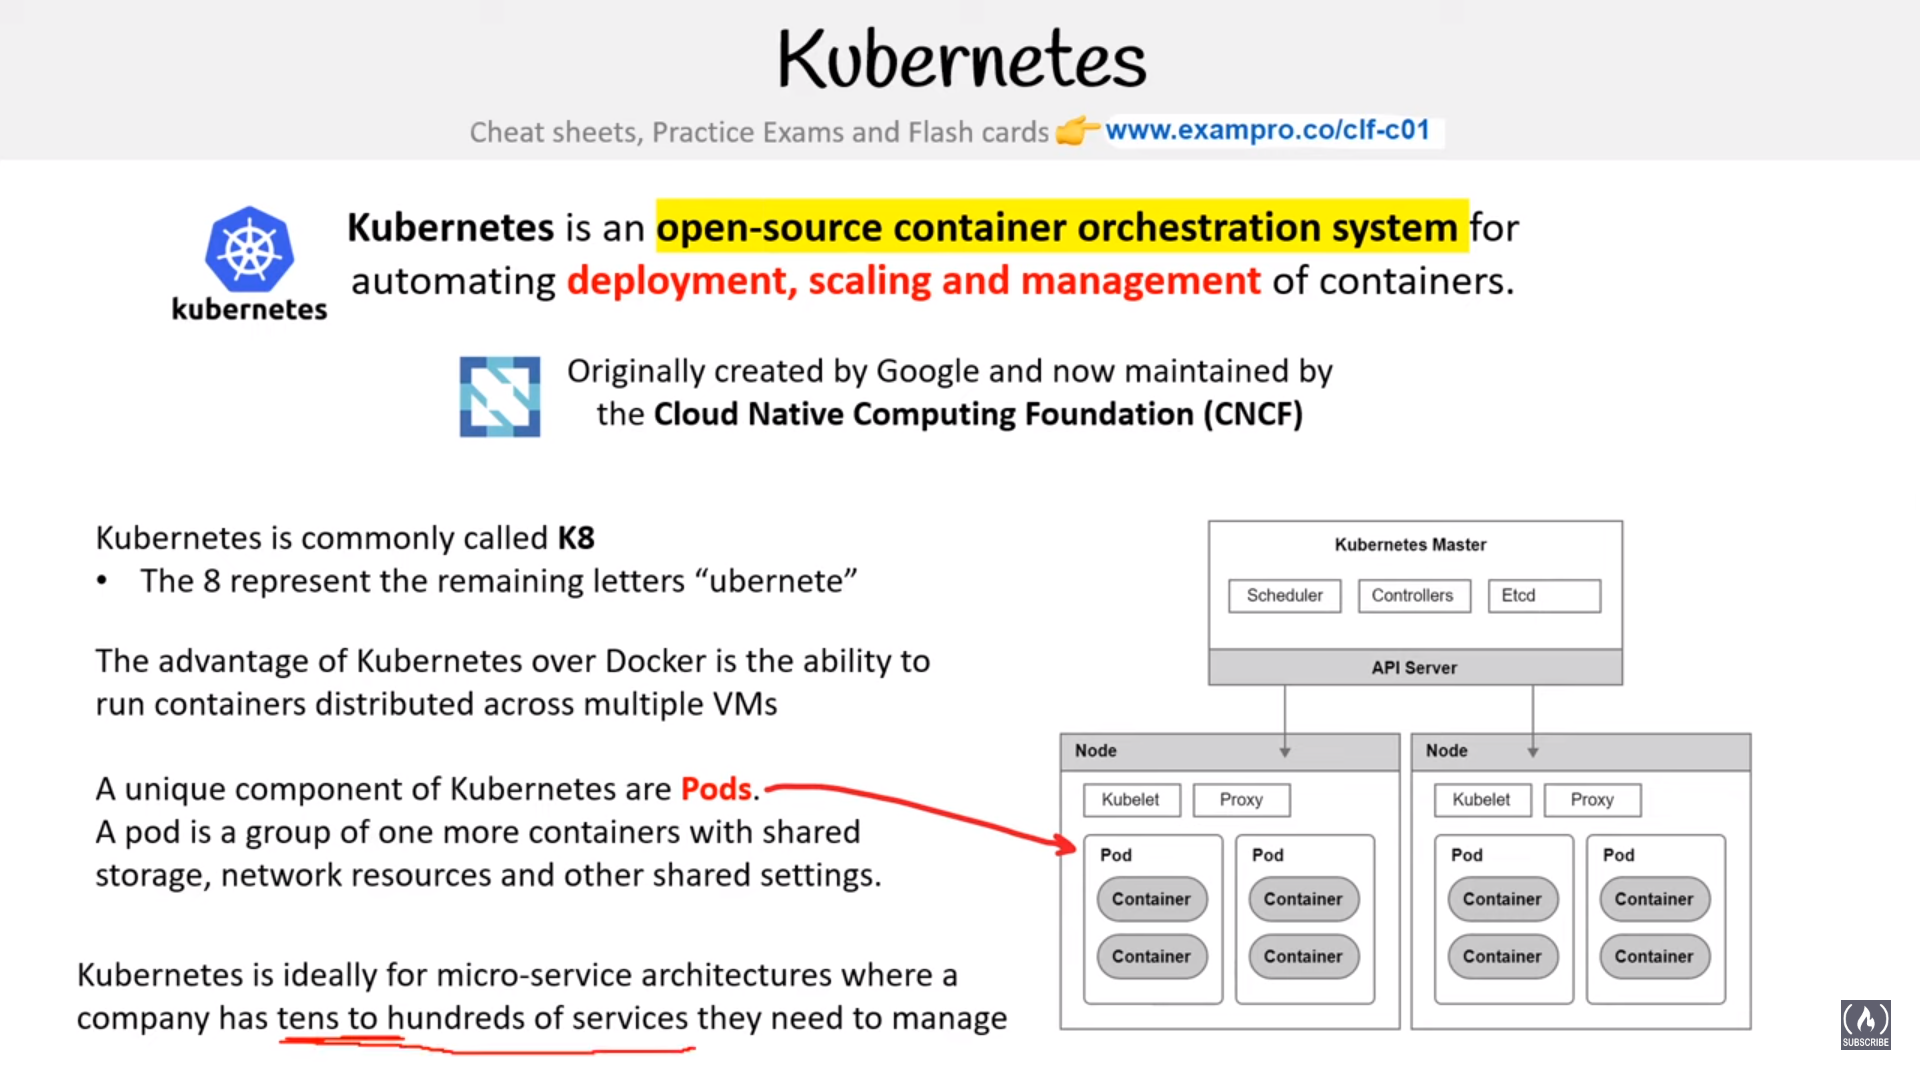 Kubernetes
Cheat sheets, Practice Exams and Flash cards 👉 www.exampro.co/clf-c01
Kubernetes is an open-source container orchestration system for
automating deployment, scaling and management of containers.
kubernetes
Originally created by Google and now maintained by
the Cloud Native Computing Foundation (CNCF)
Kubernetes is commonly called K8
• The 8 represent the remaining letters “ubernete”
The advantage of Kubernetes over Docker is the ability to
run containers distributed across multiple VMs
A unique component of Kubernetes are Pods.
A pod is a group of one more containers with shared
storage, network resources and other shared settings.
Kubernetes is ideally for micro-service architectures where a
company has tens to hundreds of services they need to manage
Kubernetes Master
Scheduler Controllers Etcd
API Server
Node
Kubelet Proxy
Pod Pod
Container Container
Container Container
Node
Kubelet Proxy
Pod Pod
Container Container
Container Container
SUBSCRIBE